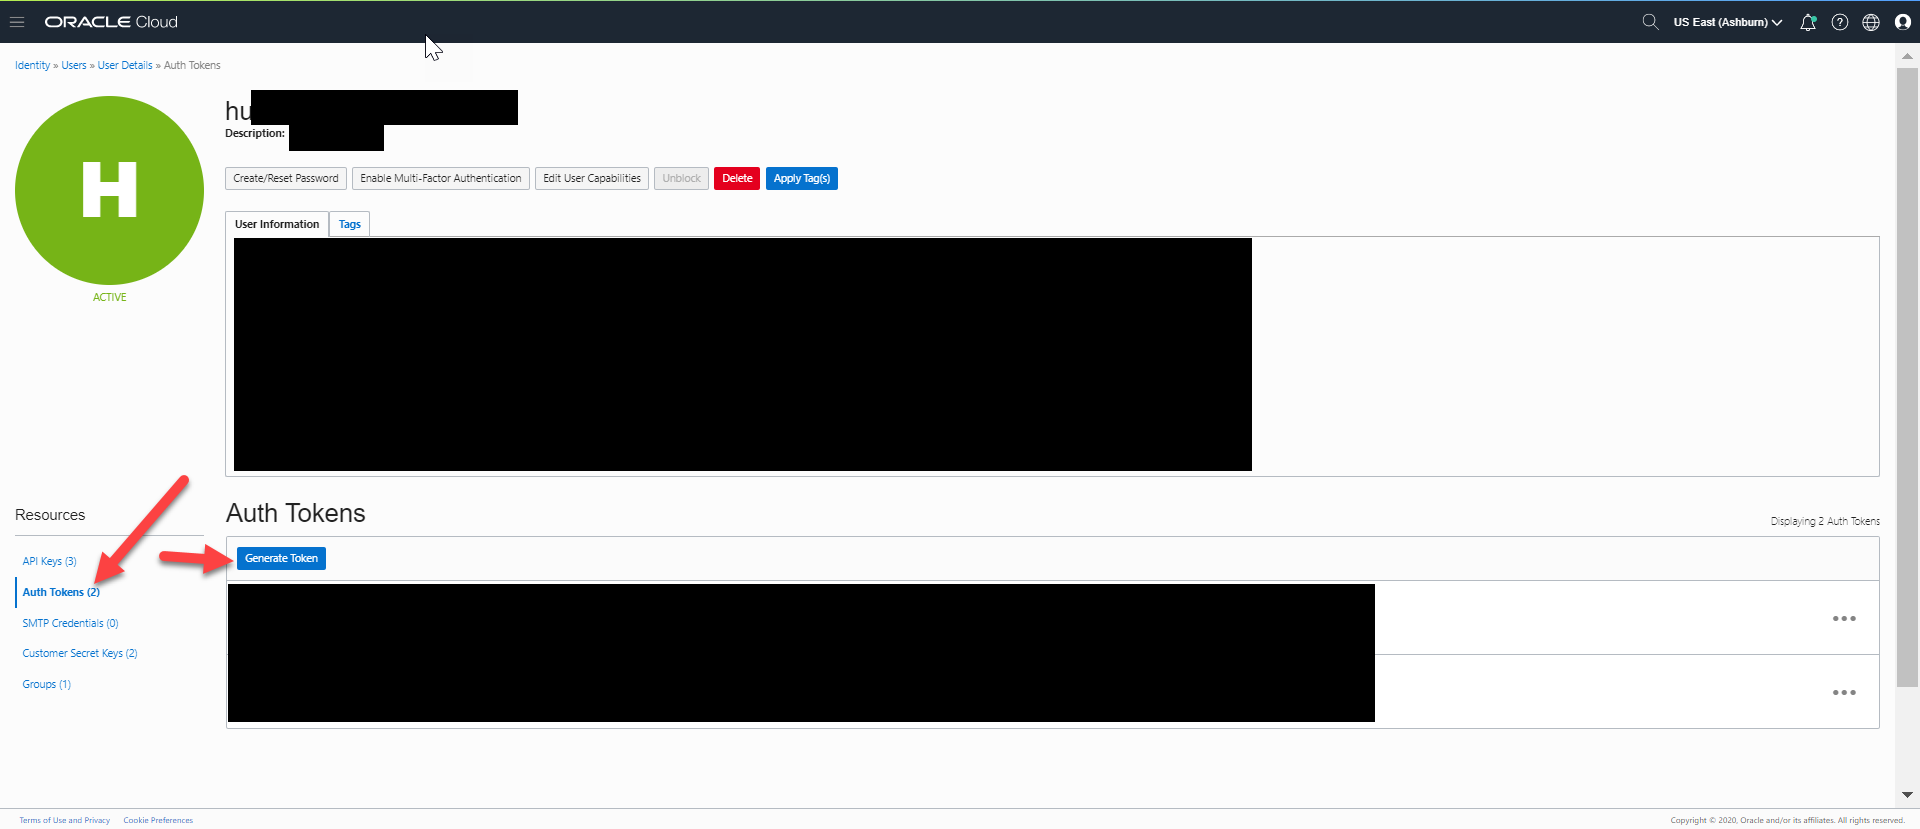 ORACLE Cloud
US East (Ashburn)
Identity » Users » User Details » Auth Tokens
H
ACTIVE
hu
Description:
Create/Reset Password Enable Multi-Factor Authentication Edit User Capabilities Unblock Delete Apply Tag(s)
User Information Tags
Resources
API Keys (3)
Auth Tokens (2)
SMTP Credentials (0)
Customer Secret Keys (2)
Groups (1)
Auth Tokens
Displaying 2 Auth Tokens
Generate Token
Terms of Use and Privacy Cookie Preferences
Copyright © 2020, Oracle and/or its affiliates. All rights reserved.